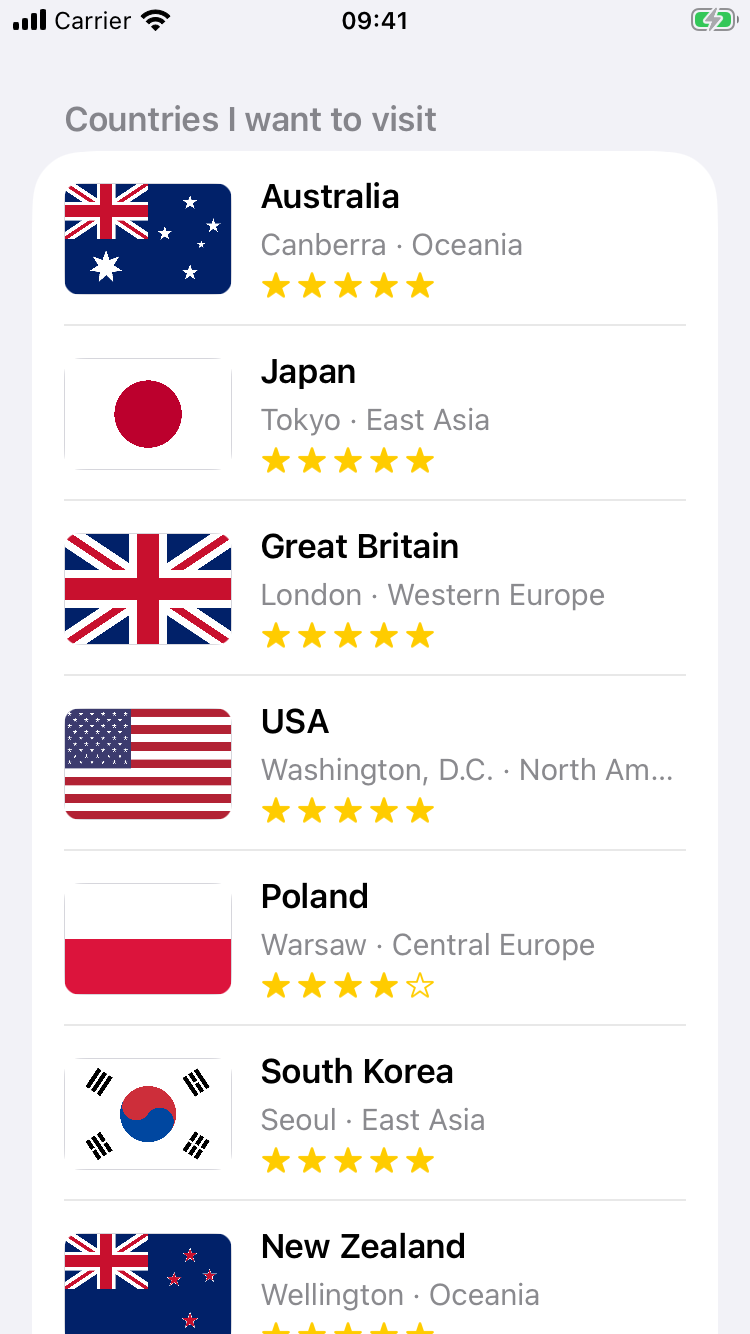 Carrier 09:41
Countries I want to visit
Australia
Canberra · Oceania
Japan
Tokyo · East Asia
Great Britain
London · Western Europe
USA
Washington, D.C. · North Am...
Poland
Warsaw · Central Europe
South Korea
Seoul · East Asia
New Zealand
Wellington · Oceania